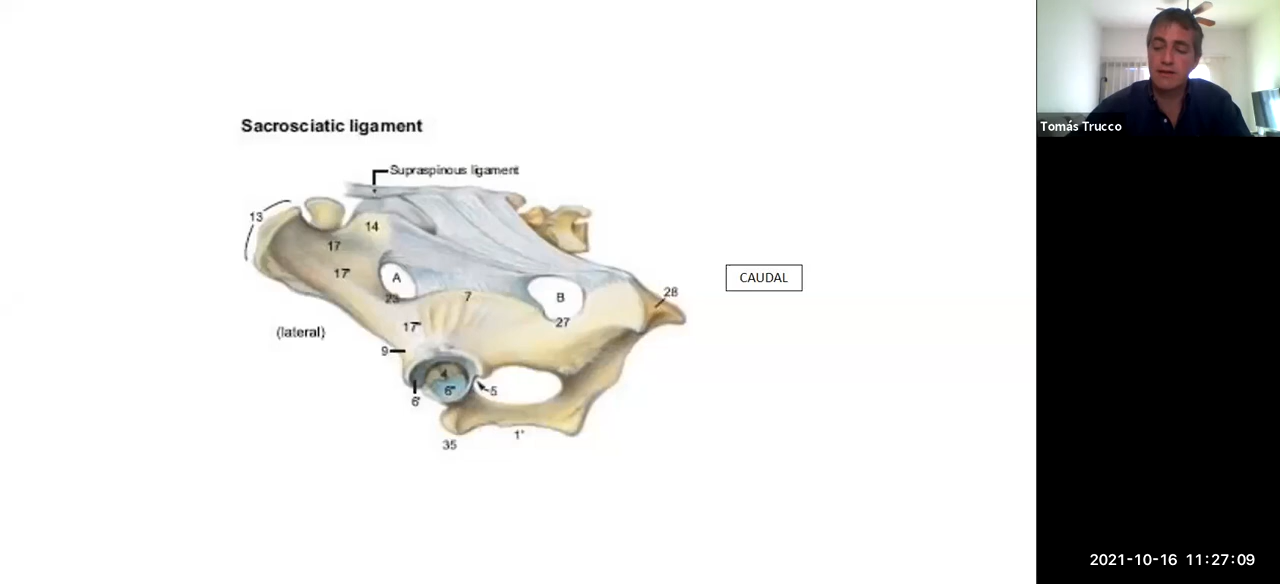 Sacrosciatic ligament
Supraspinous ligament
13
14
17
17'
A
23
7
B
27
28
CAUDAL
(lateral)
17"
9
4
6"
6'
5
1'
35
Tomás Trucco
2021-10-16 11:27:09